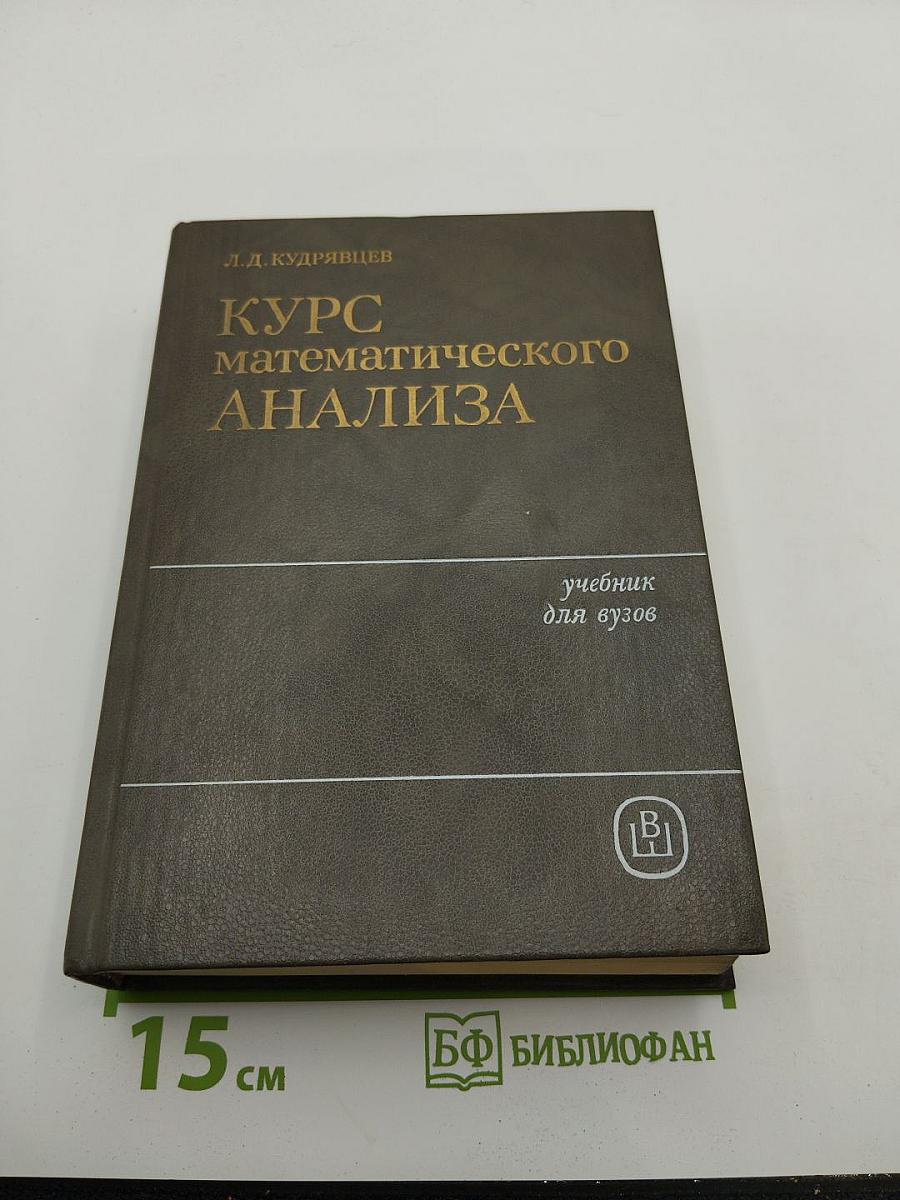 Л. Д. КУДРЯВЦЕВ
КУРС
математического
АНАЛИЗА
учебник
для вузов
ВШ
15 см
БФ БИБЛИОФАН